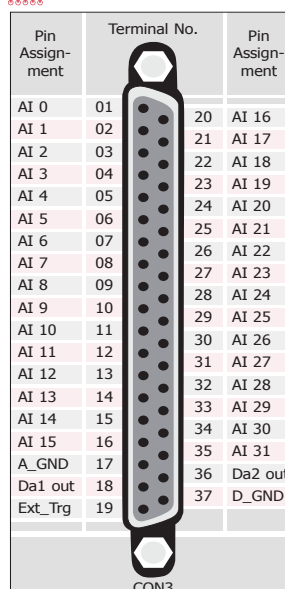 Pin Assign-ment Terminal No. Pin Assign-ment
AI 0 01
20 AI 16
AI 1 02
21 AI 17
AI 2 03
22 AI 18
AI 3 04
23 AI 19
AI 4 05
24 AI 20
AI 5 06
25 AI 21
AI 6 07
26 AI 22
AI 7 08
27 AI 23
AI 8 09
28 AI 24
AI 9 10
29 AI 25
AI 10 11
30 AI 26
AI 11 12
31 AI 27
AI 12 13
32 AI 28
AI 13 14
33 AI 29
AI 14 15
34 AI 30
AI 15 16
35 AI 31
A_GND 17
36 Da2 out
Da1 out 18
37 D_GND
Ext_Trg 19
CON3